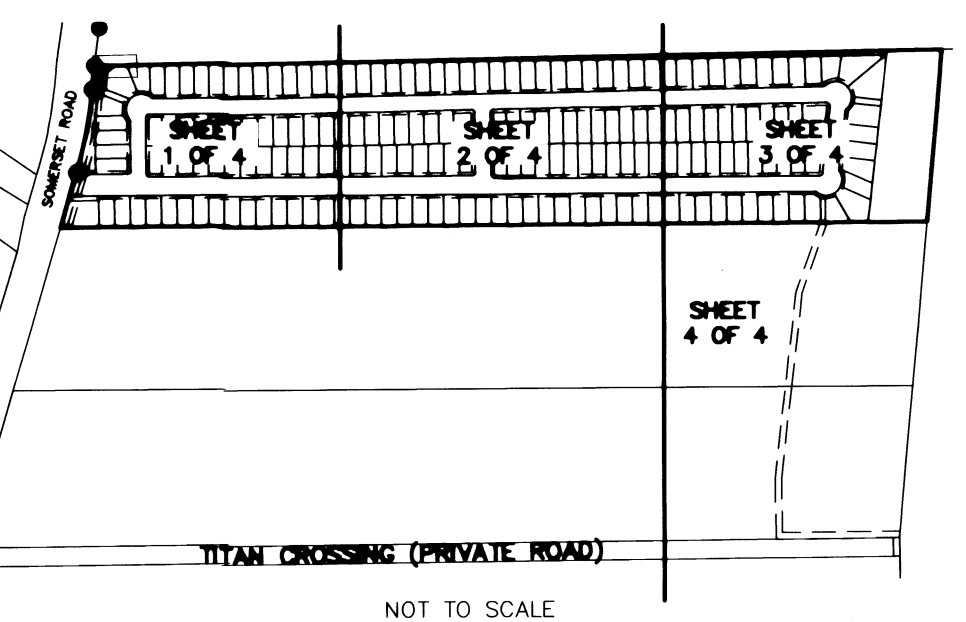 SOMERSET ROAD
SHEET
1 OF 4
SHEET
2 OF 4
SHEET
3 OF 4
SHEET
4 OF 4
TITAN CROSSING (PRIVATE ROAD)
NOT TO SCALE